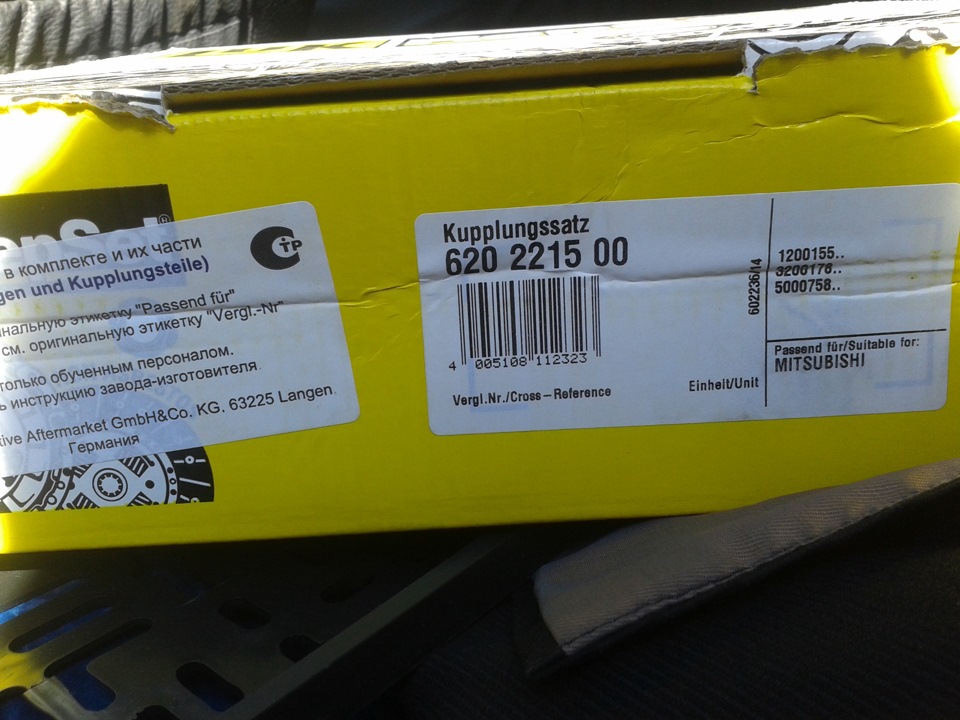 в комплекте и их части
gen und Kupplungsteile)
нальную этикетку "Passend für"
см. оригинальную этикетку "Vergl.-Nr"
только обученным персоналом.
инструкцию завода-изготовителя.
tive Aftermarket GmbH&Co. KG, 63225 Langen
Германия
Kupplungssatz
620 2215 00
4 005108 112323
Vergl.Nr./Cross-Reference
Einheit/Unit
602236/14
1200155..
3200176..
5000758..
Passend für/Suitable for:
MITSUBISHI